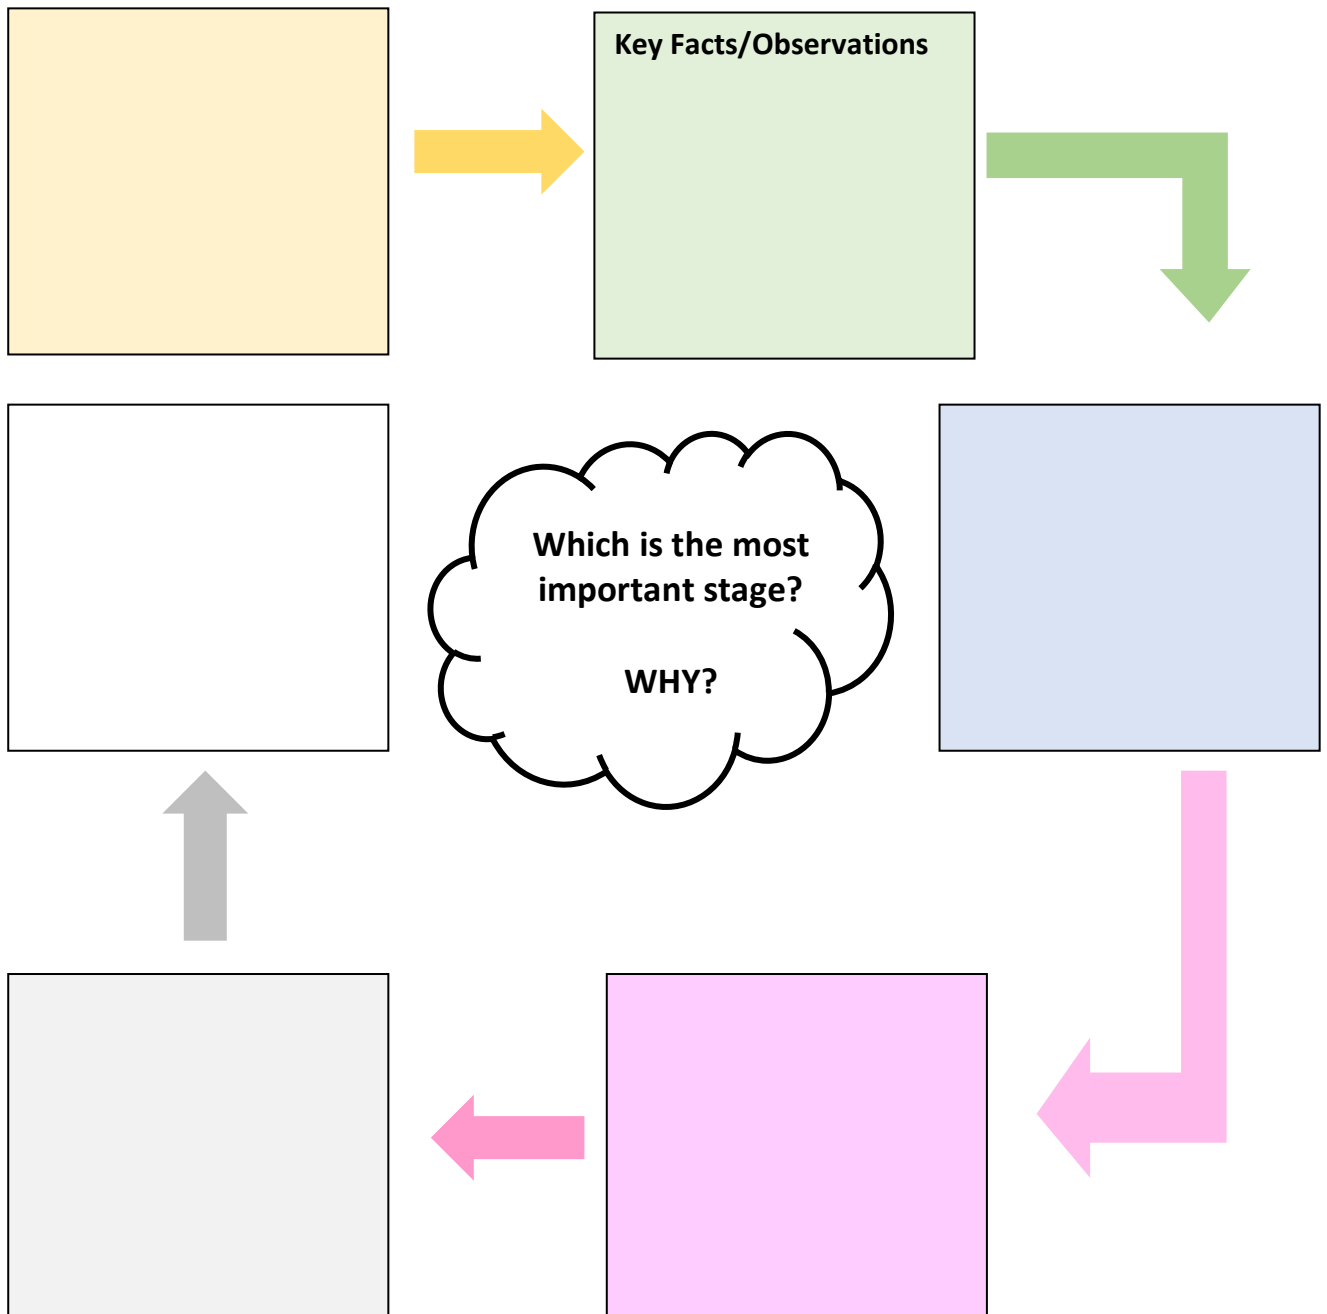 Key Facts/Observations
Which is the most
important stage?
WHY?